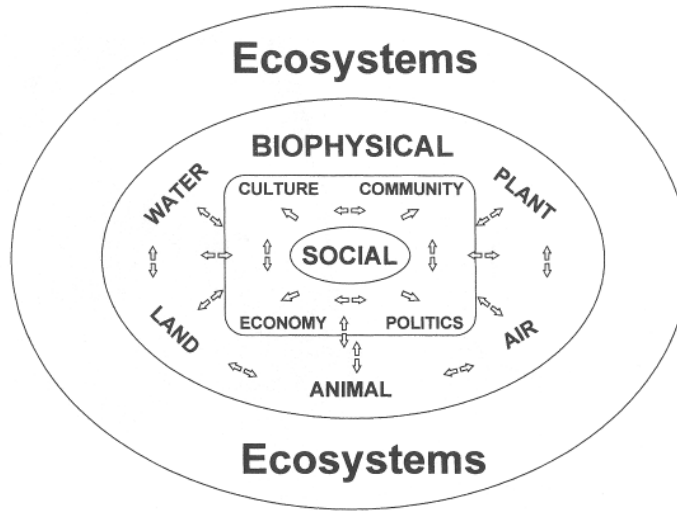 Ecosystems
BIOPHYSICAL
WATER
PLANT
CULTURE COMMUNITY
SOCIAL
ECONOMY POLITICS
LAND
AIR
ANIMAL
Ecosystems